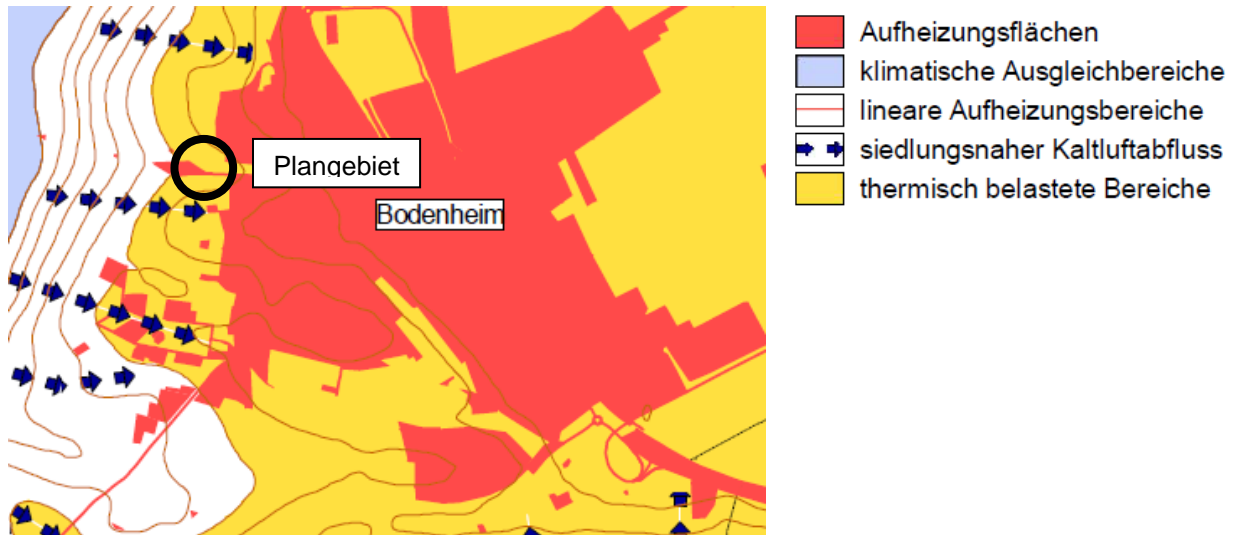 Plangebiet
Bodenheim
Aufheizungsflächen
klimatische Ausgleichbereiche
lineare Aufheizungsbereiche
siedlungsnaher Kaltluftabfluss
thermisch belastete Bereiche